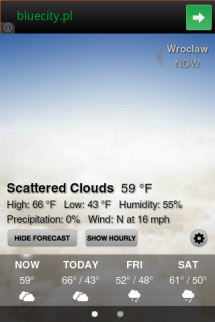 bluecity.pl
Wroclaw
NOW
Scattered Clouds 59 °F
High: 66 °F Low: 43 °F Humidity: 55%
Precipitation: 0% Wind: N at 16 mph
HIDE FORECAST SHOW HOURLY
NOW TODAY FRI SAT
59° 66° / 43° 52° / 48° 61° / 50°